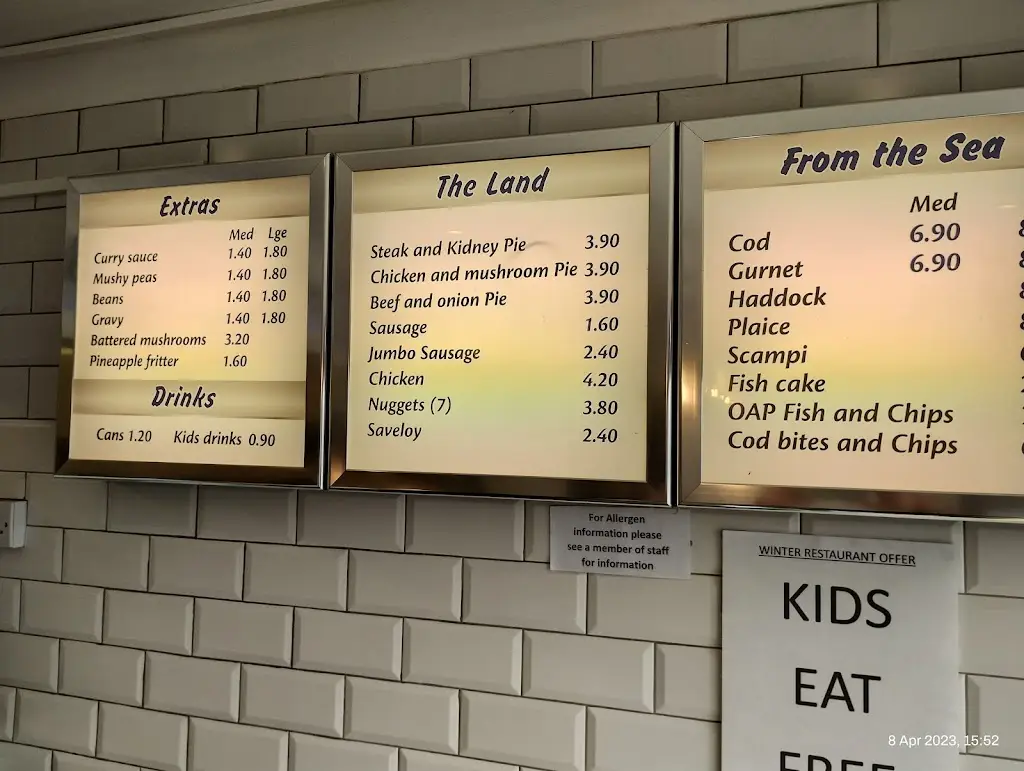 Extras
Med Lge
Curry sauce 1.40 1.80
Mushy peas 1.40 1.80
Beans 1.40 1.80
Gravy 1.40 1.80
Battered mushrooms 3.20
Pineapple fritter 1.60
Drinks
Cans 1.20 Kids drinks 0.90
The Land
Steak and Kidney Pie 3.90
Chicken and mushroom Pie 3.90
Beef and onion Pie 3.90
Sausage 1.60
Jumbo Sausage 2.40
Chicken 4.20
Nuggets (7) 3.80
Saveloy 2.40
From the Sea
Med
Cod 6.90
Gurnet 6.90
Haddock
Plaice
Scampi
Fish cake
OAP Fish and Chips
Cod bites and Chips
For Allergen
information please
see a member of staff
for information
WINTER RESTAURANT OFFER
KIDS
EAT
FREE
8 Apr 2023, 15:52